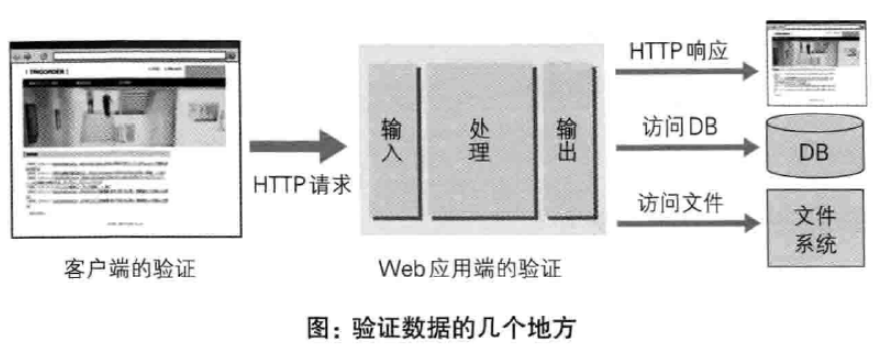 [TRICORDER]
HTTP请求
输入
处理
输出
HTTP响应
访问DB
DB
访问文件
文件
系统
客户端的验证
Web应用端的验证
图：验证数据的几个地方